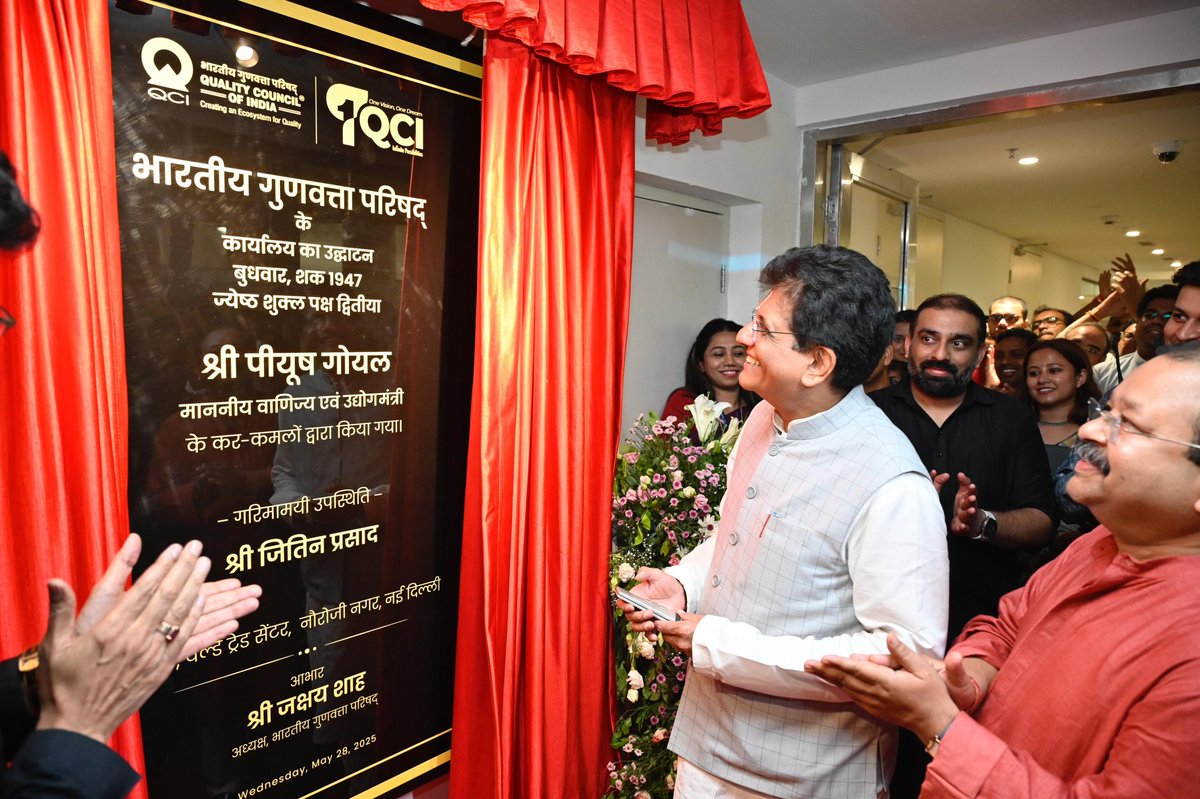 QCI
भारतीय गुणवत्ता परिषद्
QUALITY COUNCIL®
OF INDIA
Creating an Ecosystem for Quality
One Vision, One Dream
1QCI
भारतीय गुणवत्ता परिषद्
के
कार्यालय का उद्घाटन
बुधवार, शक 1947
ज्येष्ठ शुक्ल पक्ष द्वितीया
श्री पीयूष गोयल
माननीय वाणिज्य एवं उद्योगमंत्री
के कर-कमलों द्वारा किया गया।
– गरिमामयी उपस्थिति –
श्री जितिन प्रसाद
ट्रेड सेंटर, नौरोजी नगर, नई दिल्ली
आभार
श्री जक्षय शाह
अध्यक्ष, भारतीय गुणवत्ता परिषद्
Wednesday, May 28, 2025